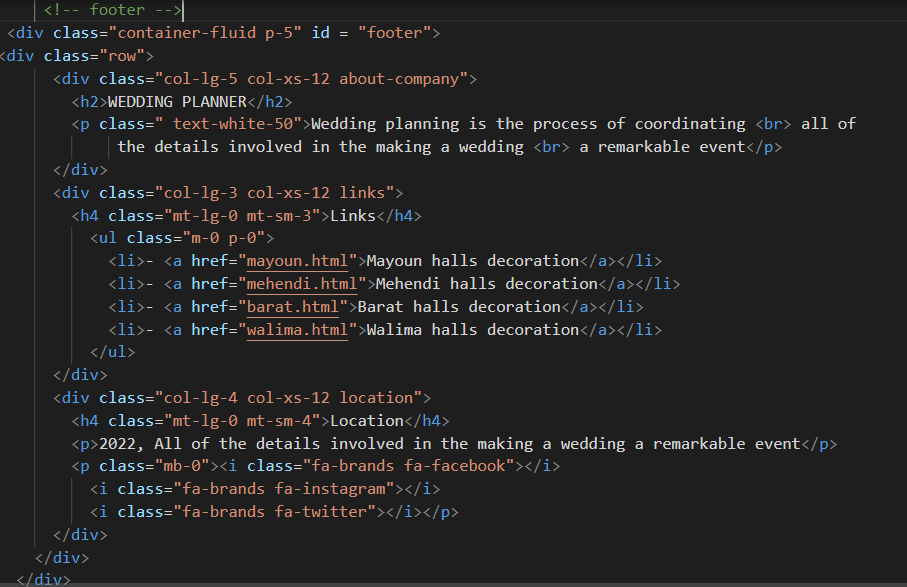 <!-- footer -->
<div class="container-fluid p-5" id = "footer">
<div class="row">
<div class="col-lg-5 col-xs-12 about-company">
<h2>WEDDING PLANNER</h2>
<p class=" text-white-50">Wedding planning is the process of coordinating <br> all of
the details involved in the making a wedding <br> a remarkable event</p>
</div>
<div class="col-lg-3 col-xs-12 links">
<h4 class="mt-lg-0 mt-sm-3">Links</h4>
<ul class="m-0 p-0">
<li>- <a href="mayoun.html">Mayoun halls decoration</a></li>
<li>- <a href="mehendi.html">Mehendi halls decoration</a></li>
<li>- <a href="barat.html">Barat halls decoration</a></li>
<li>- <a href="walima.html">Walima halls decoration</a></li>
</ul>
</div>
<div class="col-lg-4 col-xs-12 location">
<h4 class="mt-lg-0 mt-sm-4">Location</h4>
<p>2022, All of the details involved in the making a wedding a remarkable event</p>
<p class="mb-0"><i class="fa-brands fa-facebook"></i>
<i class="fa-brands fa-instagram"></i>
<i class="fa-brands fa-twitter"></i></p>
</div>
</div>
</div>